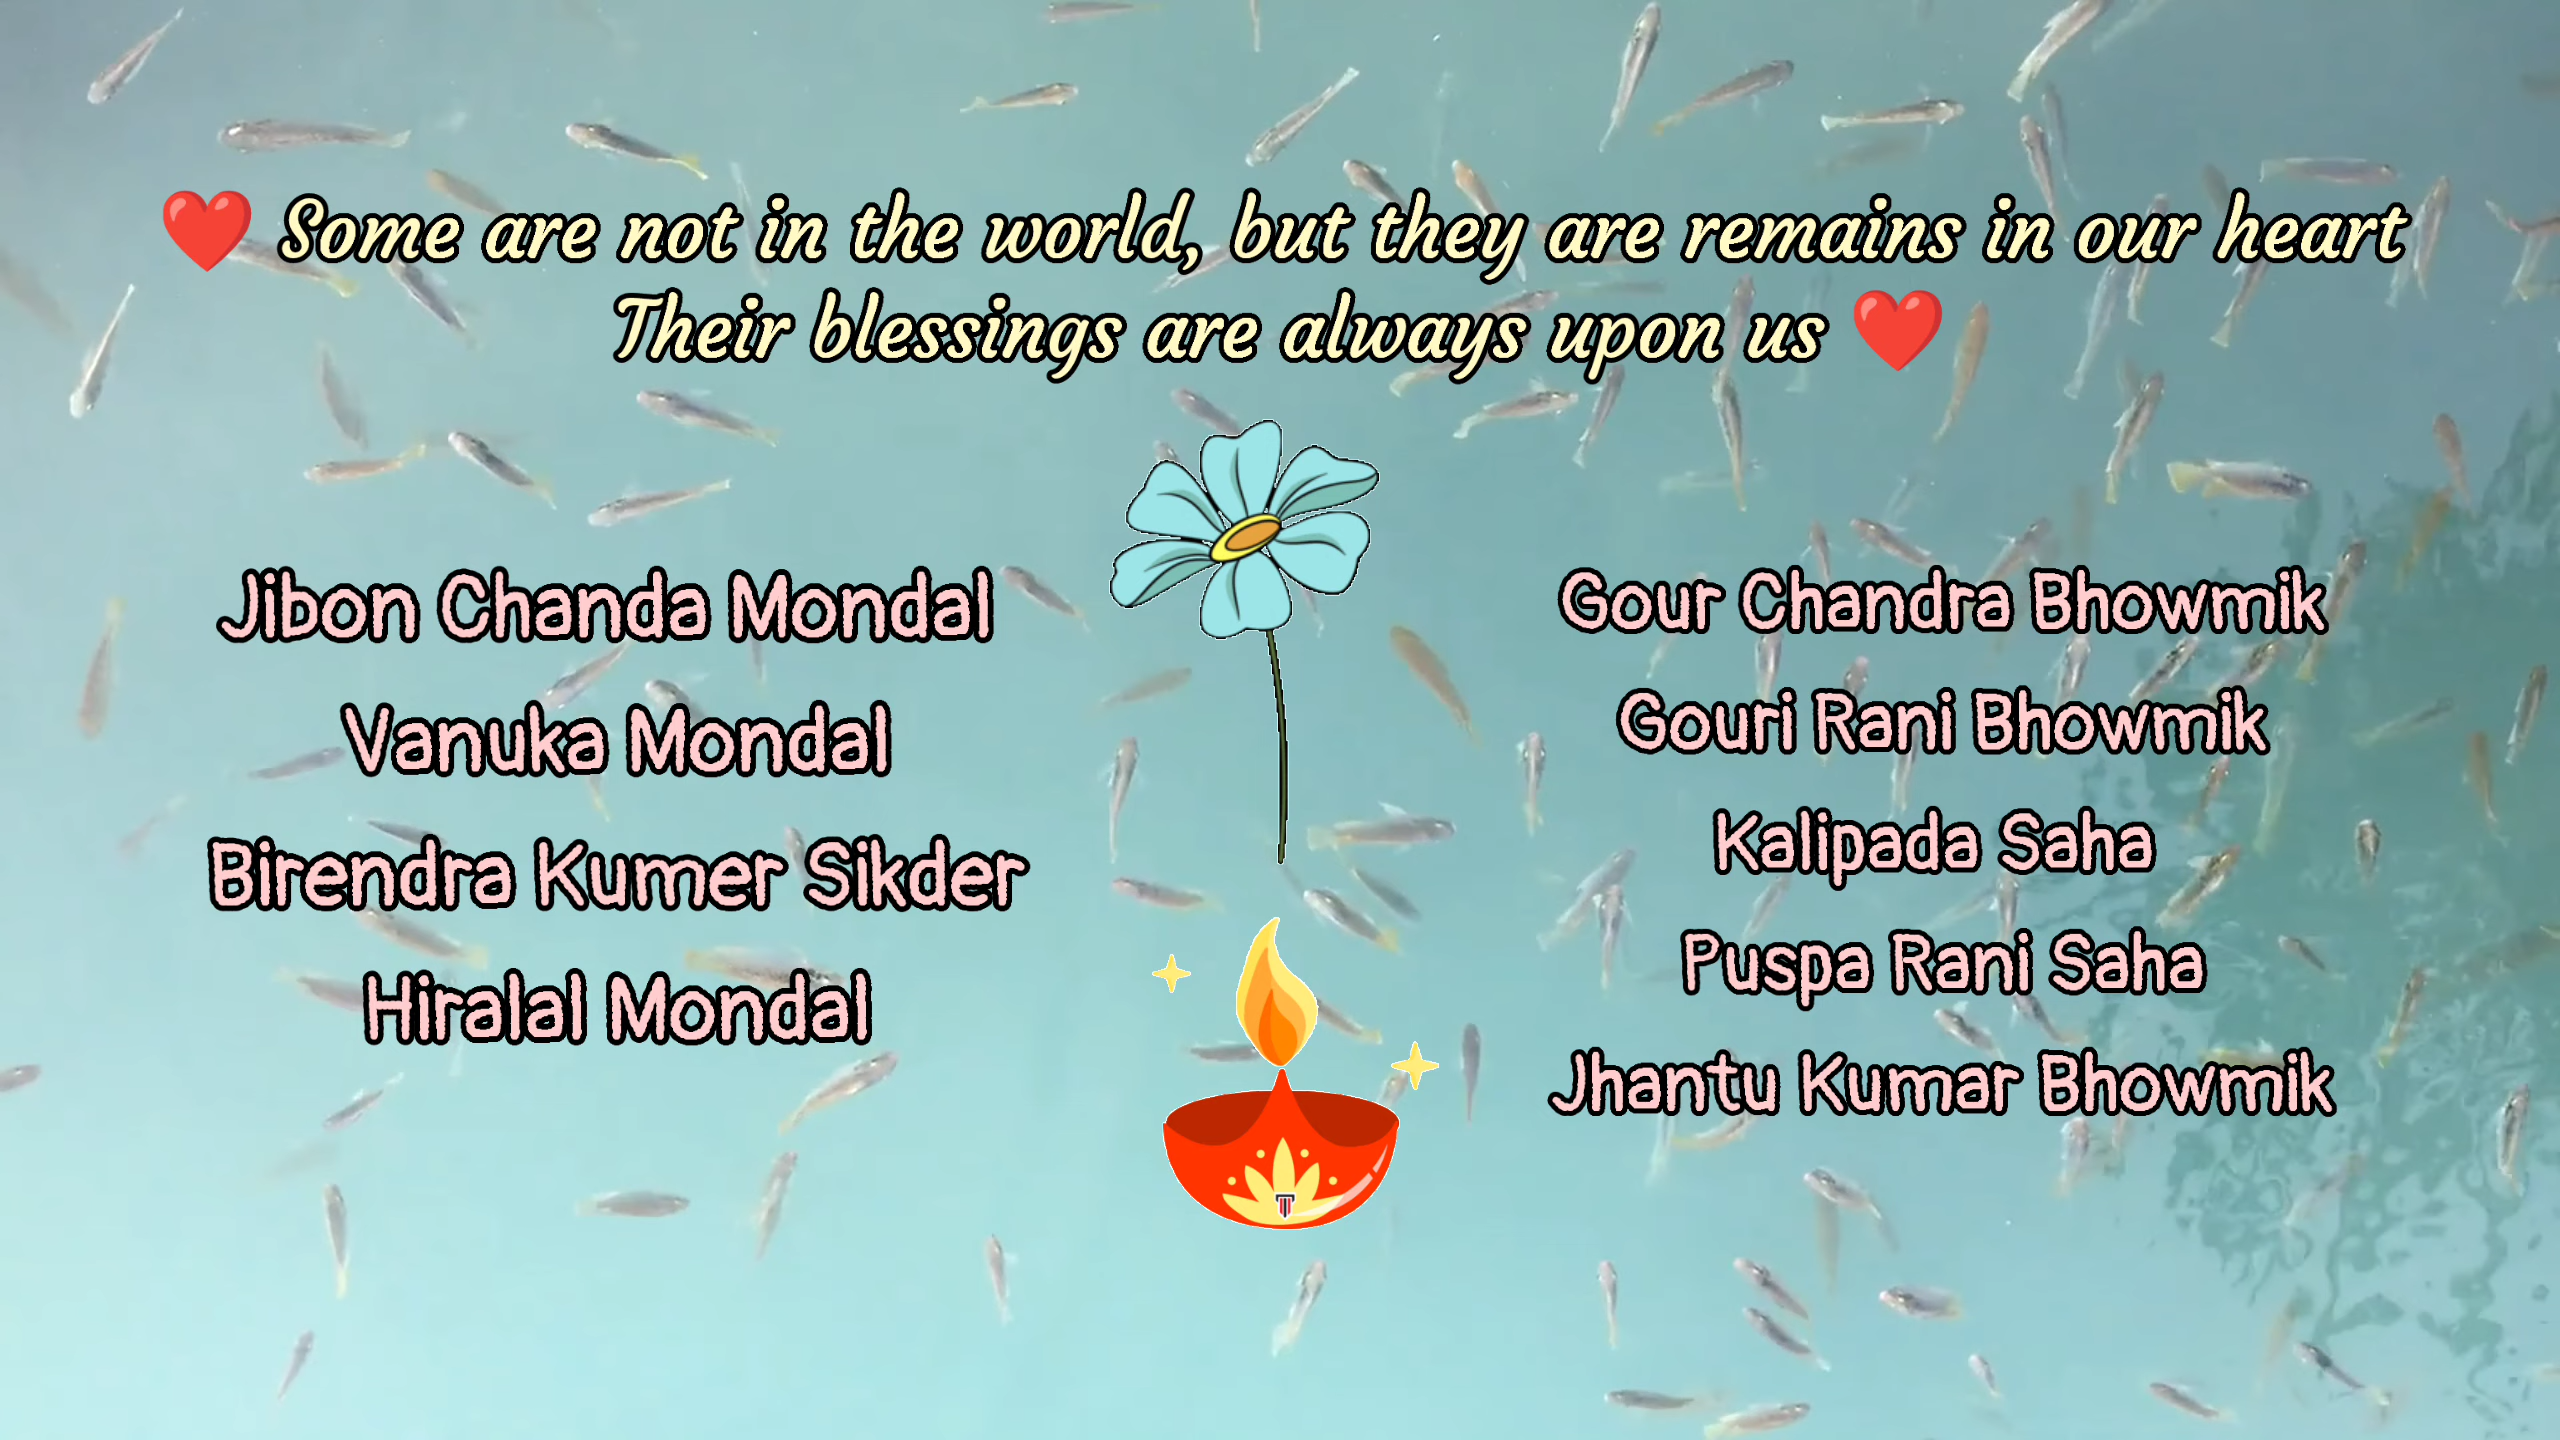 ❤️ Some are not in the world, but they are remains in our heart
Their blessings are always upon us ❤️
Jibon Chanda Mondal
Vanuka Mondal
Birendra Kumer Sikder
Hiralal Mondal
Gour Chandra Bhowmik
Gouri Rani Bhowmik
Kalipada Saha
Puspa Rani Saha
Jhantu Kumar Bhowmik